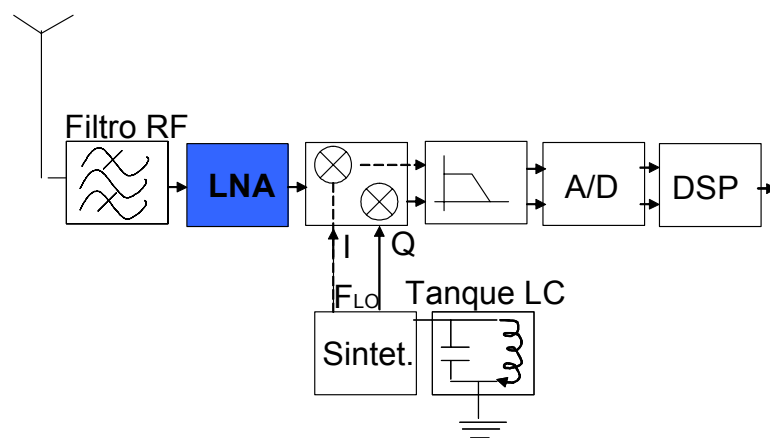 Filtro RF
LNA
A/D
DSP
I
Q
FLO
Tanque LC
Sintet.